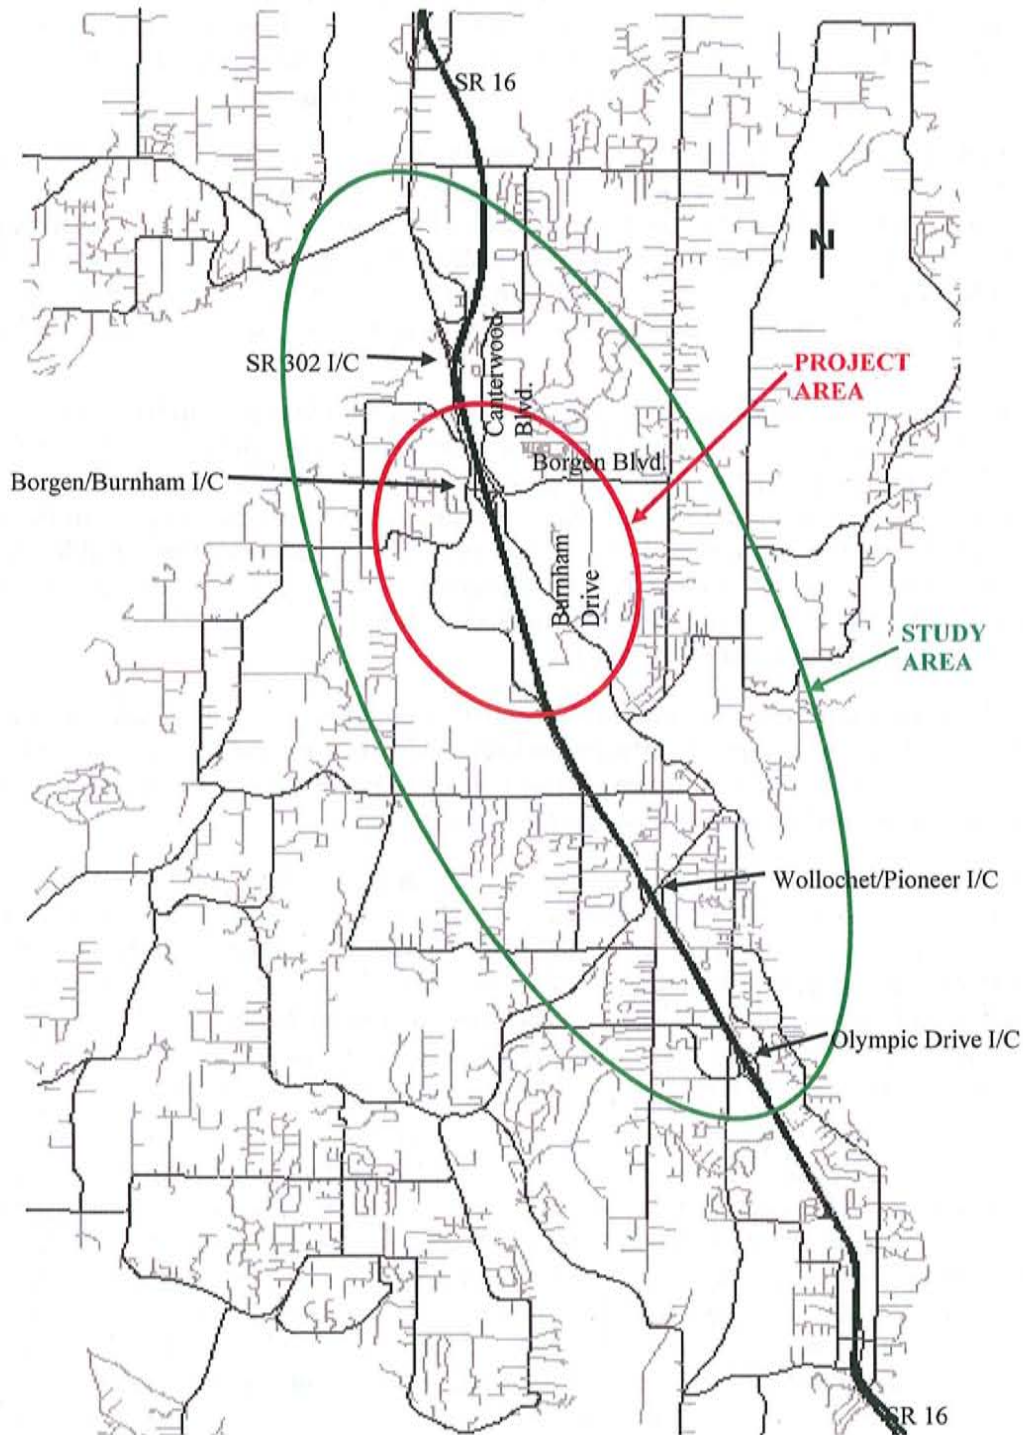 SR 16
N
SR 302 I/C
Canterwood
Blvd.
PROJECT
AREA
Borgen Blvd.
Borgen/Burnham I/C
Burnham
Drive
STUDY
AREA
Wollochet/Pioneer I/C
Olympic Drive I/C
SR 16